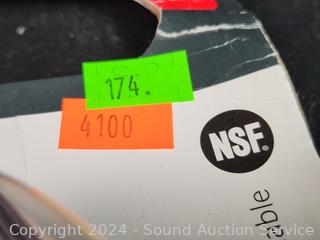 174.
4100
NSF.
able
Copyright © 2024 - Sound Auction Service